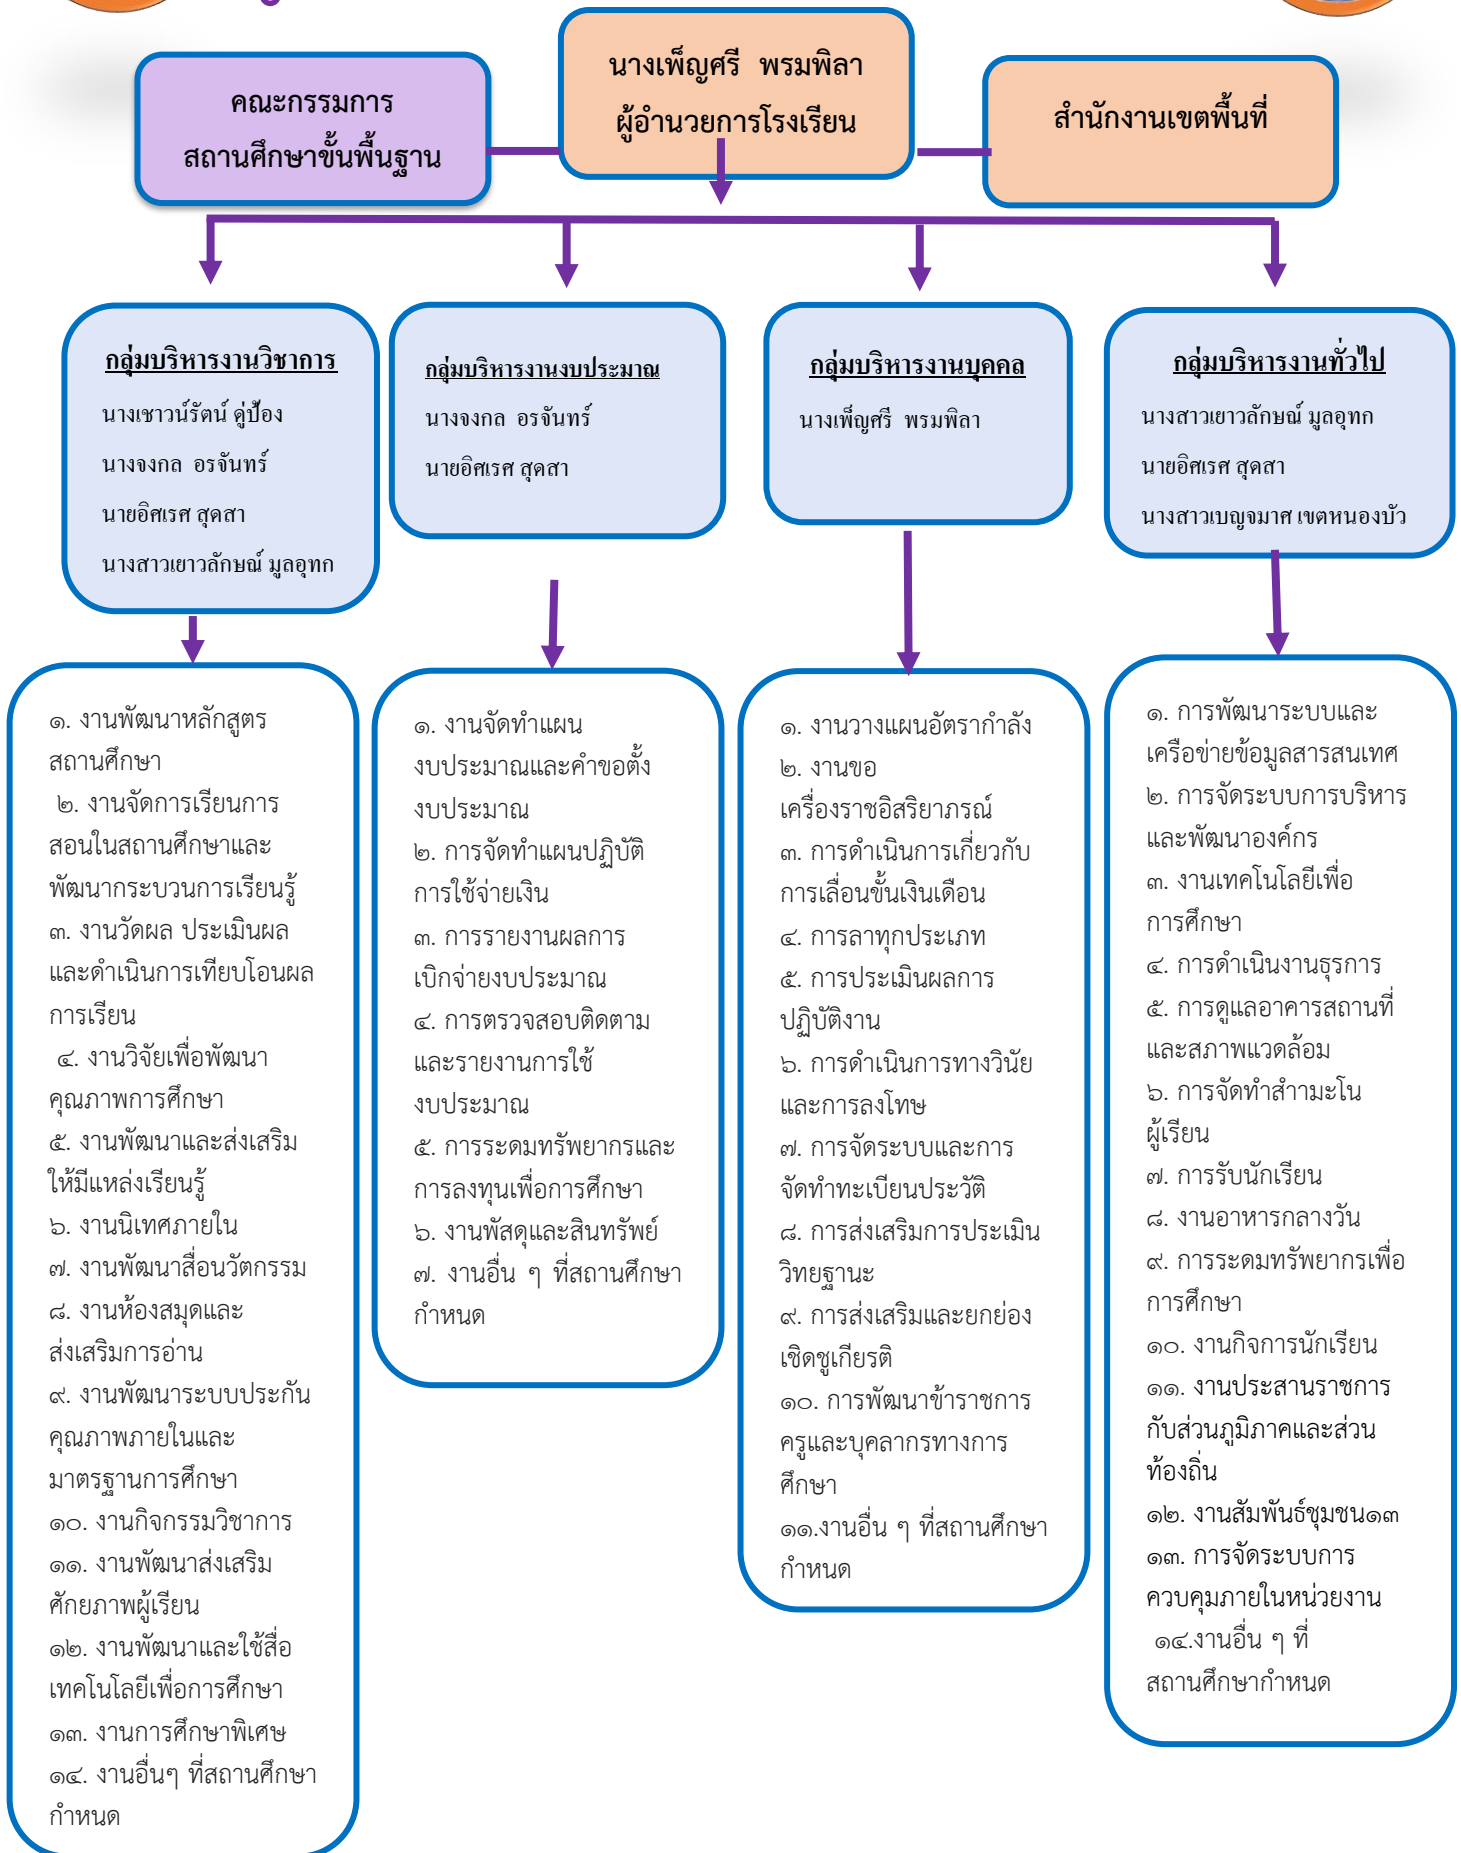 นางเพ็ญศรี  พรมพิลา
ผู้อำนวยการโรงเรียน
คณะกรรมการ
สถานศึกษาขั้นพื้นฐาน
สำนักงานเขตพื้นที่
กลุ่มบริหารงานวิชาการ
นางเชาวน์รัตน์ คู่ป้อง
นางจงกล  อรจันทร์
นายอิศเรศ สุดสา
นางสาวเยาวลักษณ์ มูลอุทก
กลุ่มบริหารงานงบประมาณ
นางจงกล  อรจันทร์
นายอิศเรศ สุดสา
กลุ่มบริหารงานบุคคล
นางเพ็ญศรี  พรมพิลา
กลุ่มบริหารงานทั่วไป
นางสาวเยาวลักษณ์ มูลอุทก
นายอิศเรศ สุดสา
นางสาวเบญจมาศ เขตหนองบัว
๑. งานพัฒนาหลักสูตร
สถานศึกษา
๒. งานจัดการเรียนการ
สอนในสถานศึกษาและ
พัฒนากระบวนการเรียนรู้
๓. งานวัดผล ประเมินผล
และดำเนินการเทียบโอนผล
การเรียน
๔. งานวิจัยเพื่อพัฒนา
คุณภาพการศึกษา
๕. งานพัฒนาและส่งเสริม
ให้มีแหล่งเรียนรู้
๖. งานนิเทศภายใน
๗. งานพัฒนาสื่อนวัตกรรม
๘. งานห้องสมุดและ
ส่งเสริมการอ่าน
๙. งานพัฒนาระบบประกัน
คุณภาพภายในและ
มาตรฐานการศึกษา
๑๐. งานกิจกรรมวิชาการ
๑๑. งานพัฒนาส่งเสริม
ศักยภาพผู้เรียน
๑๒. งานพัฒนาและใช้สื่อ
เทคโนโลยีเพื่อการศึกษา
๑๓. งานการศึกษาพิเศษ
๑๔. งานอื่นๆ ที่สถานศึกษา
กำหนด
๑. งานจัดทำแผน
งบประมาณและคำขอตั้ง
งบประมาณ
๒. การจัดทำแผนปฏิบัติ
การใช้จ่ายเงิน
๓. การรายงานผลการ
เบิกจ่ายงบประมาณ
๔. การตรวจสอบติดตาม
และรายงานการใช้
งบประมาณ
๕. การระดมทรัพยากรและ
การลงทุนเพื่อการศึกษา
๖. งานพัสดุและสินทรัพย์
๗. งานอื่น ๆ ที่สถานศึกษา
กำหนด
๑. งานวางแผนอัตรากำลัง
๒. งานขอ
เครื่องราชอิสริยาภรณ์
๓. การดำเนินการเกี่ยวกับ
การเลื่อนขั้นเงินเดือน
๔. การลาทุกประเภท
๕. การประเมินผลการ
ปฏิบัติงาน
๖. การดำเนินการทางวินัย
และการลงโทษ
๗. การจัดระบบและการ
จัดทำทะเบียนประวัติ
๘. การส่งเสริมการประเมิน
วิทยฐานะ
๙. การส่งเสริมและยกย่อง
เชิดชูเกียรติ
๑๐. การพัฒนาข้าราชการ
ครูและบุคลากรทางการ
ศึกษา
๑๑.งานอื่น ๆ ที่สถานศึกษา
กำหนด
๑. การพัฒนาระบบและ
เครือข่ายข้อมูลสารสนเทศ
๒. การจัดระบบการบริหาร
และพัฒนาองค์กร
๓. งานเทคโนโลยีเพื่อ
การศึกษา
๔. การดำเนินงานธุรการ
๕. การดูแลอาคารสถานที่
และสภาพแวดล้อม
๖. การจัดทำสำามะโน
ผู้เรียน
๗. การรับนักเรียน
๘. งานอาหารกลางวัน
๙. การระดมทรัพยากรเพื่อ
การศึกษา
๑๐. งานกิจการนักเรียน
๑๑. งานประสานราชการ
กับส่วนภูมิภาคและส่วน
ท้องถิ่น
๑๒. งานสัมพันธ์ชุมชน๑๓
๑๓. การจัดระบบการ
ควบคุมภายในหน่วยงาน
๑๔.งานอื่น ๆ ที่
สถานศึกษากำหนด